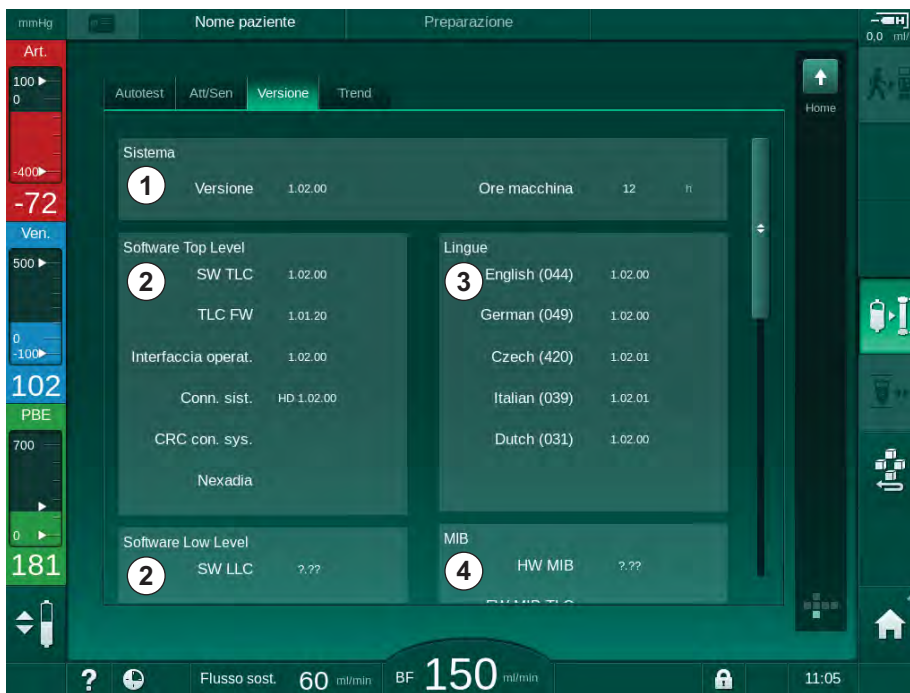 mmHg
Nome paziente
Preparazione
0,0 ml/
Art.
100
0
-400
-72
Ven.
500
0
-100
102
PBE
700
0
181
Autotest Att/Sen Versione Trend
Home
Sistema
1 Versione 1.02.00 Ore macchina 12 h
Software Top Level
2 SW TLC 1.02.00
TLC FW 1.01.20
Interfaccia operat. 1.02.00
Conn. sist. HD 1.02.00
CRC con. sys.
Nexadia
Lingue
3 English (044) 1.02.00
German (049) 1.02.00
Czech (420) 1.02.01
Italian (039) 1.02.01
Dutch (031) 1.02.00
Software Low Level
2 SW LLC ?.??
MIB
4 HW MIB ?.??
FW MIB TLC
? Flusso sost. 60 ml/min BF 150 ml/min 11:05